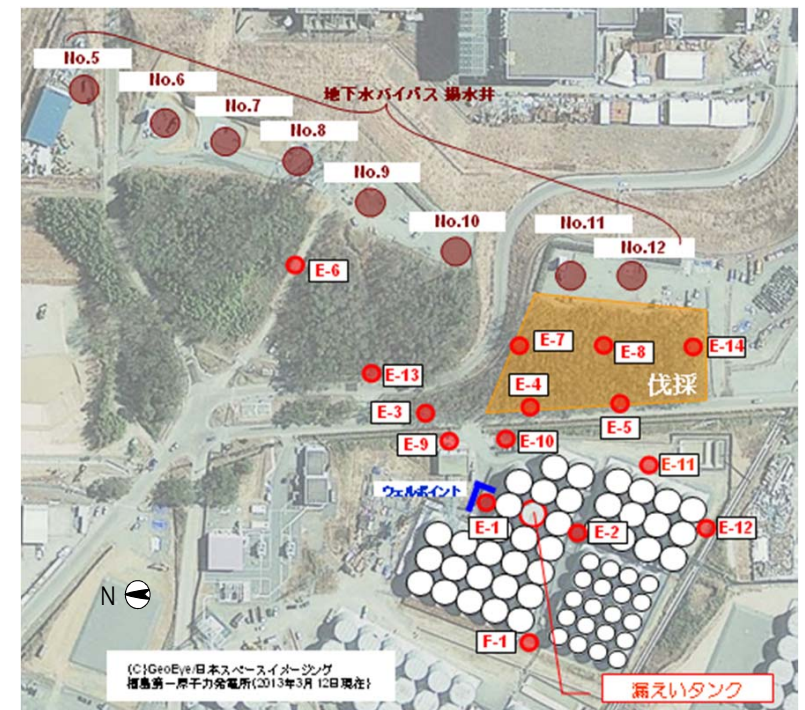 No.5
No.6
No.7
地下水バイパス 揚水井
No.8
No.9
No.10
No.11
No.12
E-6
E-7
E-8
E-14
E-13
伐採
E-4
E-3
E-5
E-9
E-10
E-11
ウェルポイント
E-1
E-2
E-12
N
F-1
(C)GeoEye/日本スペースイメージング
福島第一原子力発電所(2013年3月12日現在)
漏えいタンク